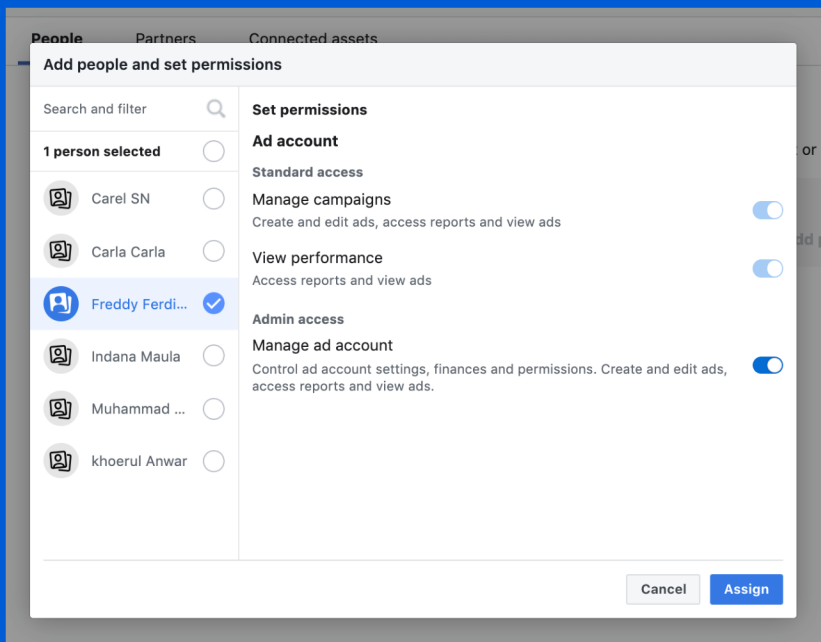 People Partners Connected assets
Add people and set permissions
Search and filter
1 person selected
Carel SN
Carla Carla
Freddy Ferdi...
Indana Maula
Muhammad ...
khoerul Anwar
Set permissions
Ad account
Standard access
Manage campaigns
Create and edit ads, access reports and view ads
View performance
Access reports and view ads
Admin access
Manage ad account
Control ad account settings, finances and permissions. Create and edit ads,
access reports and view ads.
or
Cancel Assign